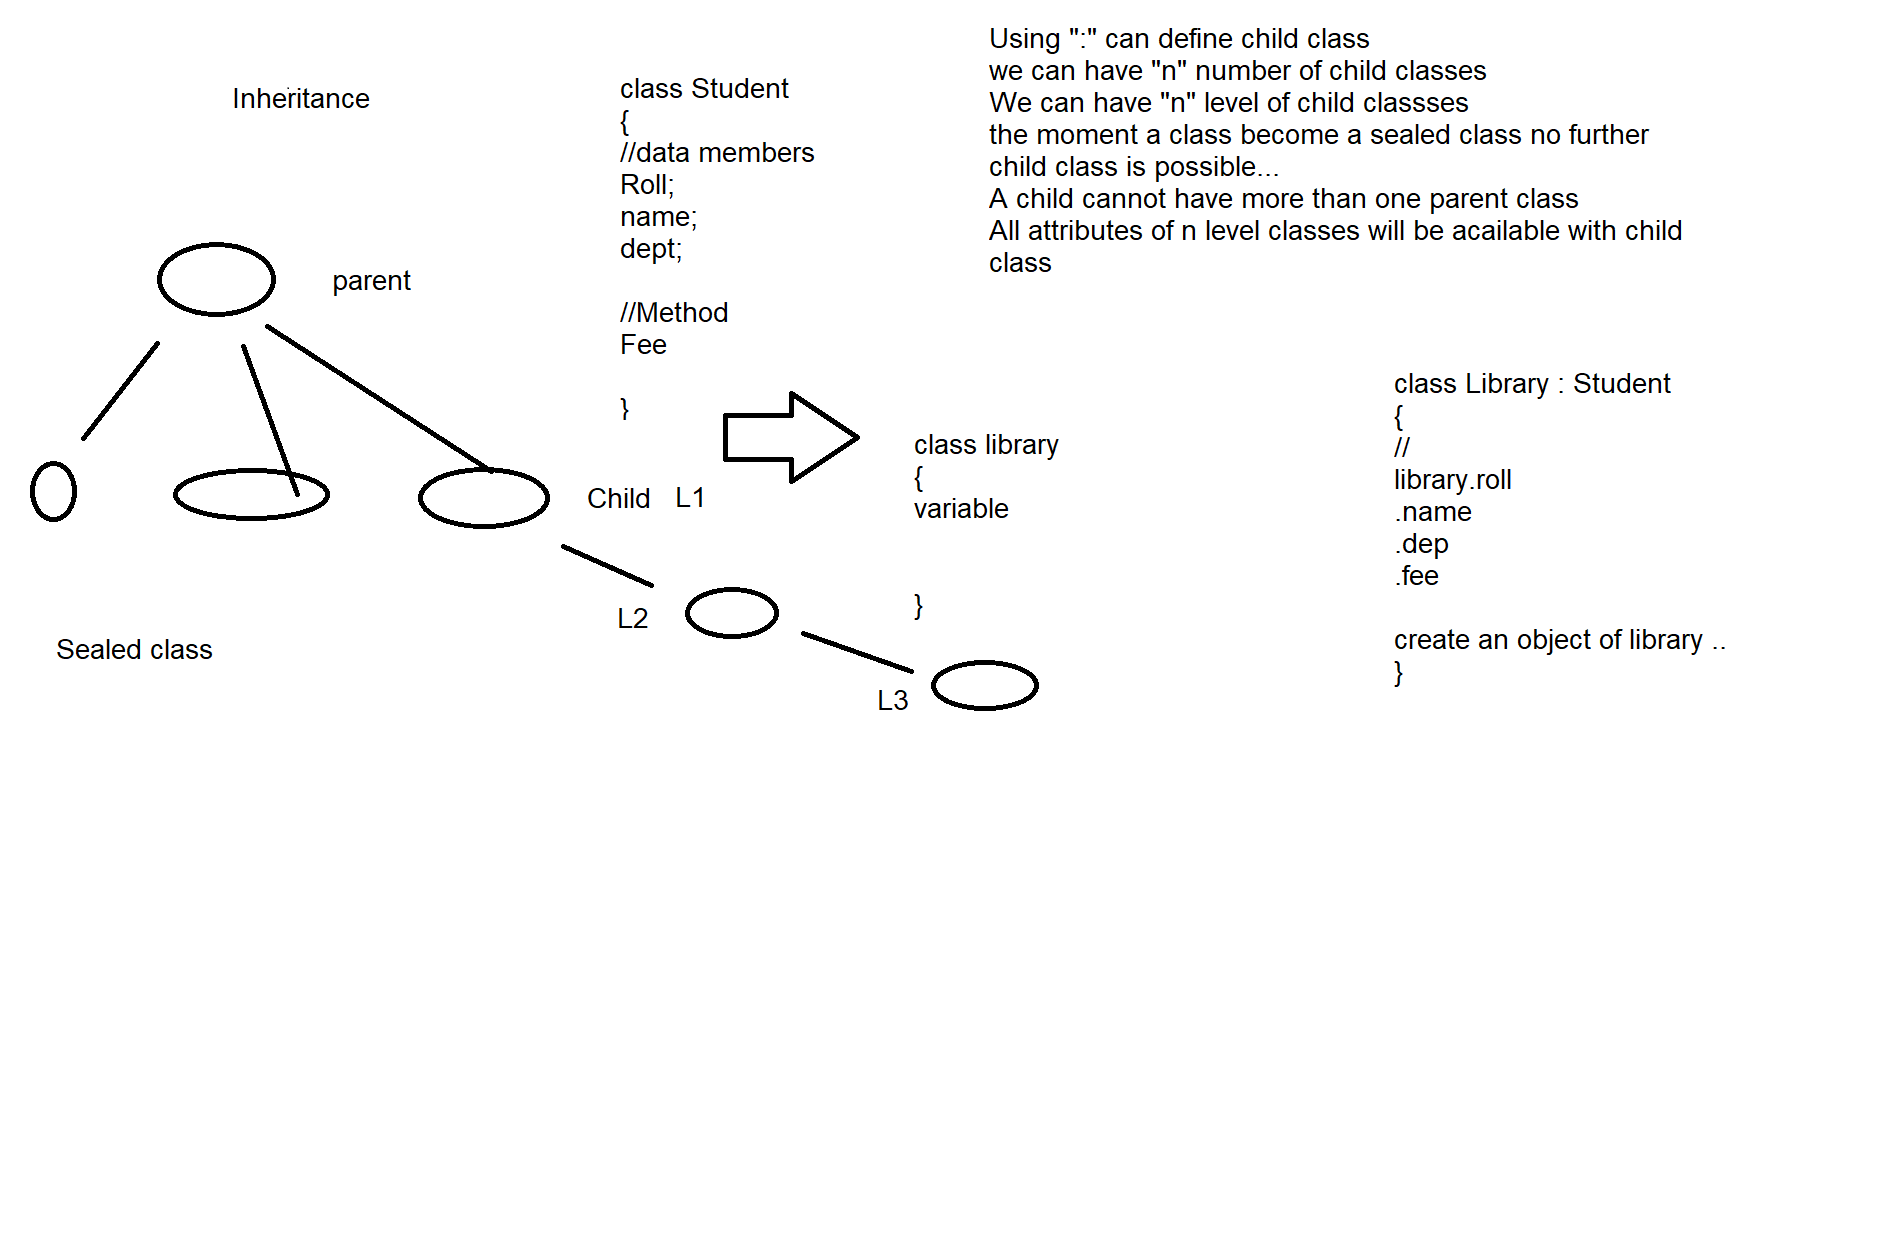 Inheritance
parent
Child L1
L2
L3
Sealed class
class Student
{
//data members
Roll;
name;
dept;
//Method
Fee
}
class library
{
variable
}
Using ":" can define child class
we can have "n" number of child classes
We can have "n" level of child classses
the moment a class become a sealed class no further
child class is possible...
A child cannot have more than one parent class
All attributes of n level classes will be acailable with child
class
class Library : Student
{
//
library.roll
.name
.dep
.fee
create an object of library ..
}